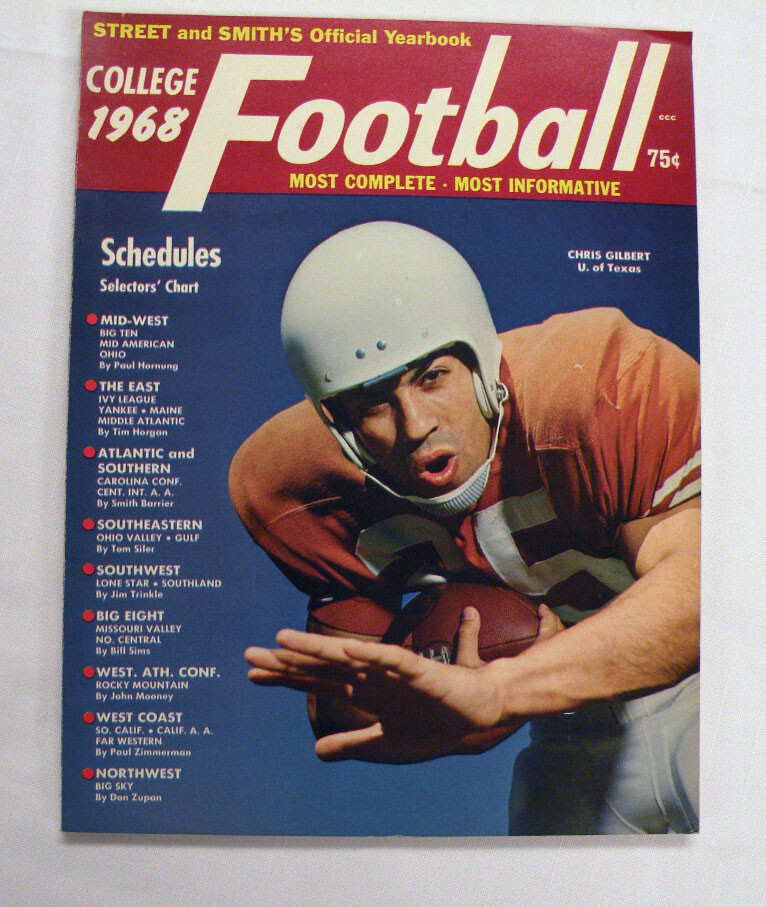 STREET and SMITH'S Official Yearbook
COLLEGE
1968
Football
ccc
75¢
MOST COMPLETE · MOST INFORMATIVE
Schedules
Selectors' Chart
CHRIS GILBERT
U. of Texas
MID-WEST
BIG TEN
MID AMERICAN
OHIO
By Paul Hornung
THE EAST
IVY LEAGUE
YANKEE • MAINE
MIDDLE ATLANTIC
By Tim Horgan
ATLANTIC and
SOUTHERN
CAROLINA CONF.
CENT. INT. A. A.
By Smith Barrier
SOUTHEASTERN
OHIO VALLEY • GULF
By Tom Siler
SOUTHWEST
LONE STAR • SOUTHLAND
By Jim Trinkle
BIG EIGHT
MISSOURI VALLEY
NO. CENTRAL
By Bill Sims
WEST. ATH. CONF.
ROCKY MOUNTAIN
By John Mooney
WEST COAST
SO. CALIF. • CALIF. A. A.
FAR WESTERN
By Paul Zimmerman
NORTHWEST
BIG SKY
By Don Zupan
25